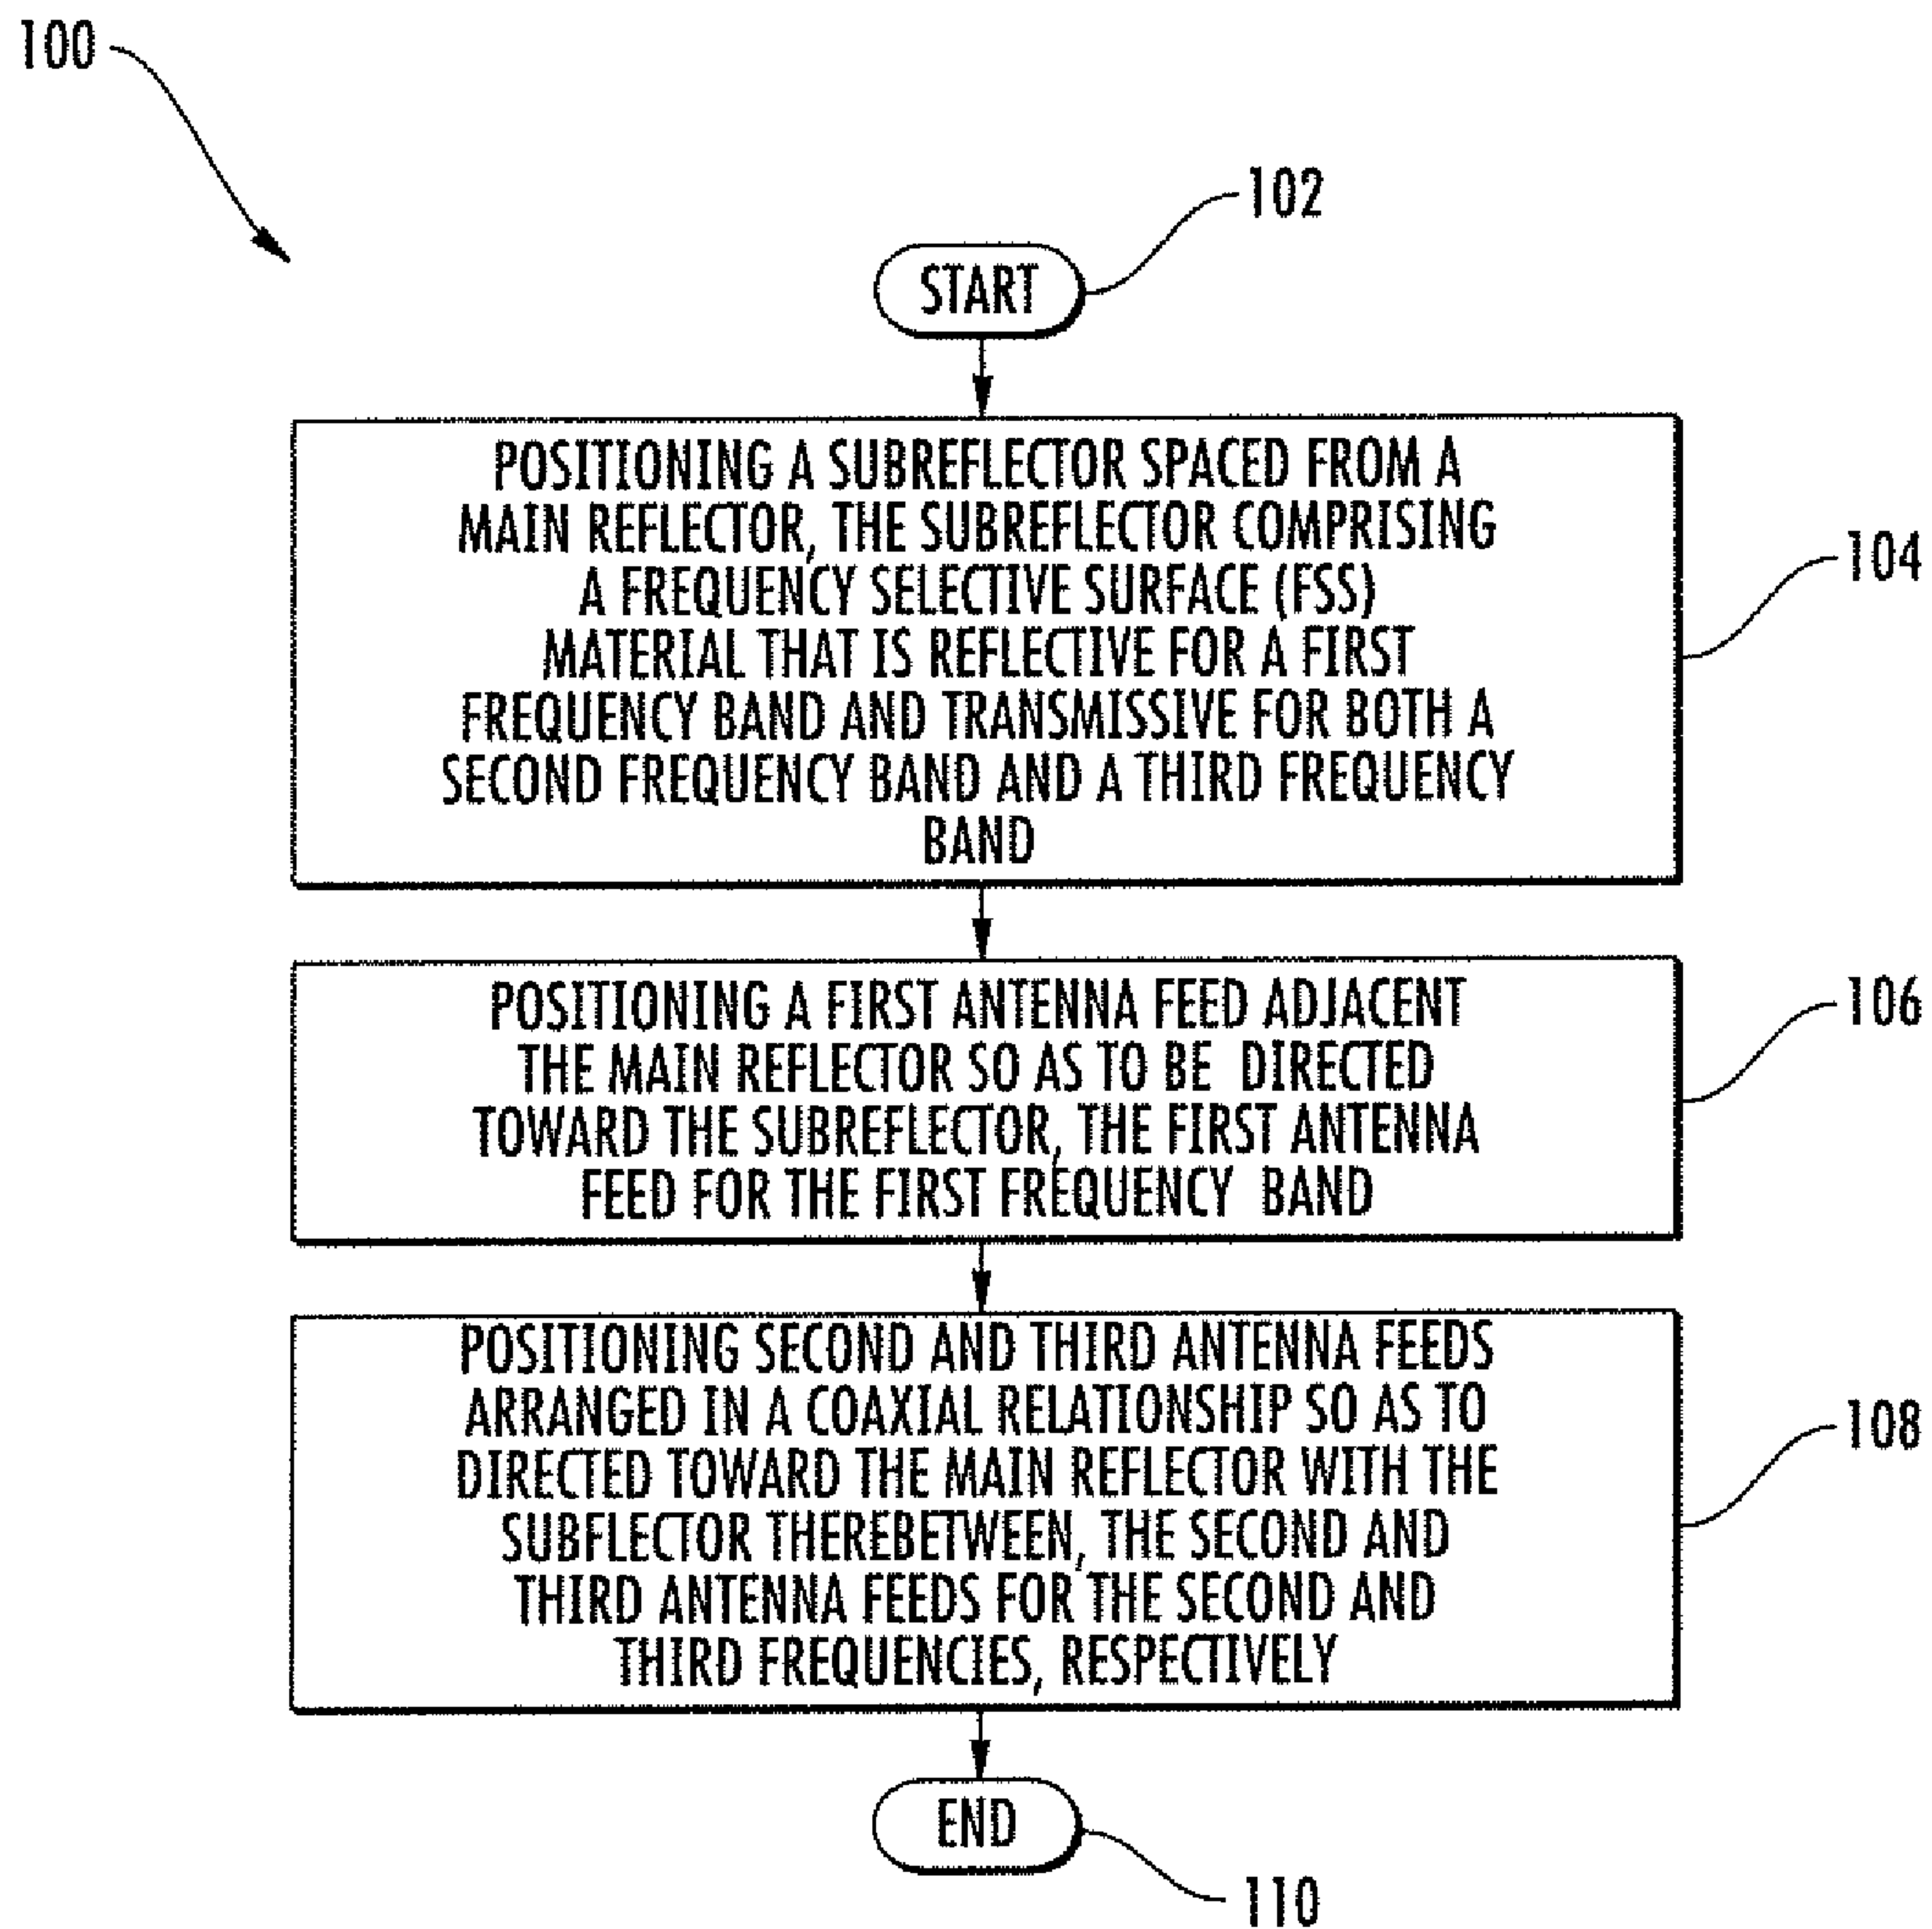 100
102
START
POSITIONING A SUBREFLECTOR SPACED FROM A
MAIN REFLECTOR, THE SUBREFLECTOR COMPRISING
A FREQUENCY SELECTIVE SURFACE (FSS)
MATERIAL THAT IS REFLECTIVE FOR A FIRST
FREQUENCY BAND AND TRANSMISSIVE FOR BOTH A
SECOND FREQUENCY BAND AND A THIRD FREQUENCY
BAND
104
POSITIONING A FIRST ANTENNA FEED ADJACENT
THE MAIN REFLECTOR SO AS TO BE DIRECTED
TOWARD THE SUBREFLECTOR, THE FIRST ANTENNA
FEED FOR THE FIRST FREQUENCY BAND
106
POSITIONING SECOND AND THIRD ANTENNA FEEDS
ARRANGED IN A COAXIAL RELATIONSHIP SO AS TO
DIRECTED TOWARD THE MAIN REFLECTOR WITH THE
SUBFLECTOR THEREBETWEEN, THE SECOND AND
THIRD ANTENNA FEEDS FOR THE SECOND AND
THIRD FREQUENCIES, RESPECTIVELY
108
END
110